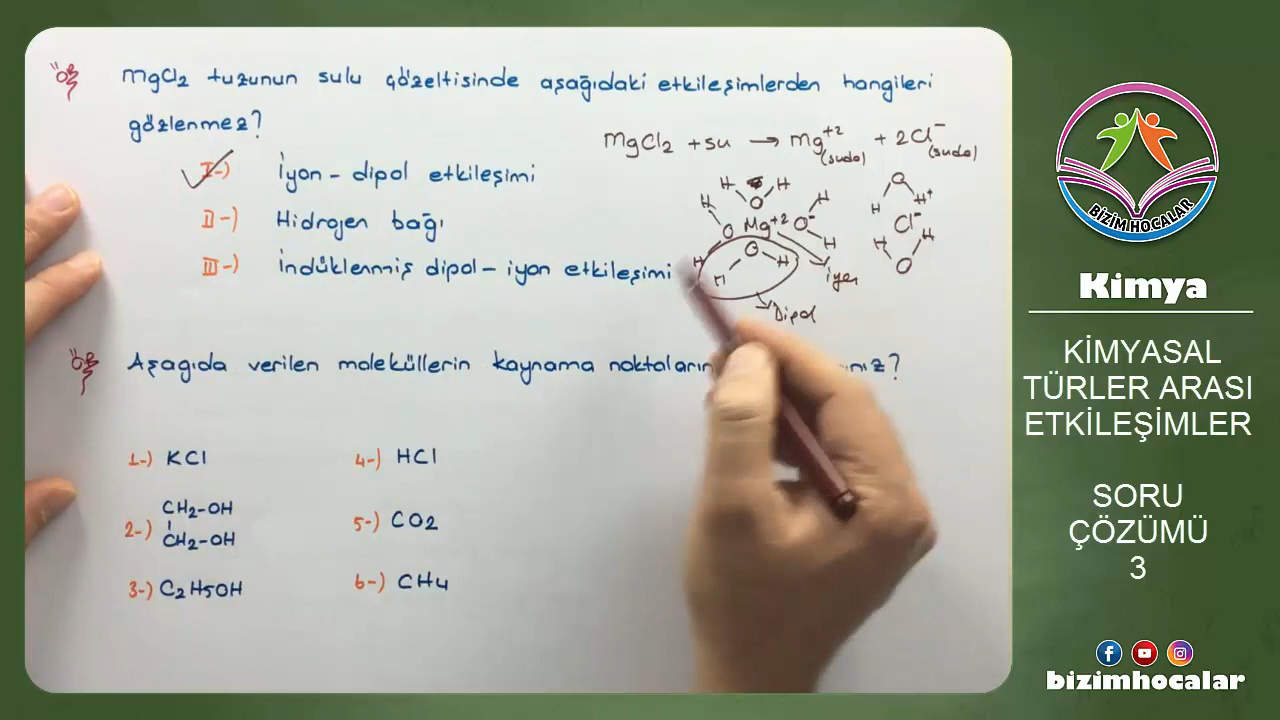 ÖR MgCl2 tuzunun sulu çözeltisinde aşağıdaki etkileşimlerden hangileri
gözlenmez?
MgCl2 + su → Mg+2(suda) + 2Cl-(suda)
I-) İyon - dipol etkileşimi
II-) Hidrojen bağı
III-) İndüklenmiş dipol - iyon etkileşimi
H H
O
H H
O Mg+2 O-
H
H O H
H
iyon
Dipol
O
H H+
Cl-
H H
O
ÖR Aşağıda verilen moleküllerin kaynama noktaların
?
1-) KCl
4-) HCl
2-) CH2-OH
CH2-OH
5-) CO2
3-) C2H5OH
6-) CH4
BİZİM HOCALAR
Kimya
KİMYASAL
TÜRLER ARASI
ETKİLEŞİMLER
SORU
ÇÖZÜMÜ
3
bizimhocalar